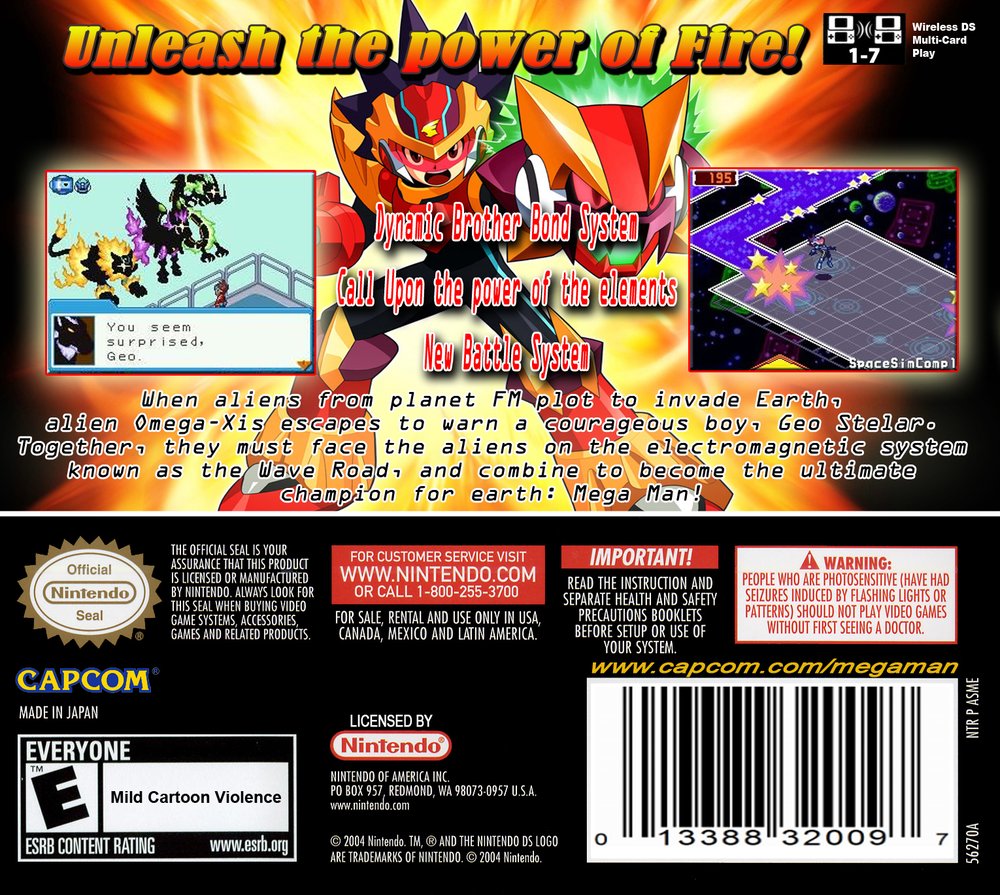 Unleash the power of Fire!
1-7
Wireless DS
Multi-Card
Play
195
Dynamic Brother Bond System
Call Upon the power of the elements
New Battle System
You seem
surprised,
Geo.
SpaceSimComp1
When aliens from planet FM plot to invade Earth,
alien Omega-Xis escapes to warn a courageous boy, Geo Stelar.
Together, they must face the aliens on the electromagnetic system
known as the Wave Road, and combine to become the ultimate
champion for earth: Mega Man!
Official
Nintendo
Seal
®
THE OFFICIAL SEAL IS YOUR
ASSURANCE THAT THIS PRODUCT
IS LICENSED OR MANUFACTURED
BY NINTENDO. ALWAYS LOOK FOR
THIS SEAL WHEN BUYING VIDEO
GAME SYSTEMS, ACCESSORIES,
GAMES AND RELATED PRODUCTS.
FOR CUSTOMER SERVICE VISIT
WWW.NINTENDO.COM
OR CALL 1-800-255-3700
FOR SALE, RENTAL AND USE ONLY IN USA,
CANADA, MEXICO AND LATIN AMERICA.
IMPORTANT!
READ THE INSTRUCTION AND
SEPARATE HEALTH AND SAFETY
PRECAUTIONS BOOKLETS
BEFORE SETUP OR USE OF
YOUR SYSTEM.
WARNING:
PEOPLE WHO ARE PHOTOSENSITIVE (HAVE HAD
SEIZURES INDUCED BY FLASHING LIGHTS OR
PATTERNS) SHOULD NOT PLAY VIDEO GAMES
WITHOUT FIRST SEEING A DOCTOR.
www.capcom.com/megaman
CAPCOM®
MADE IN JAPAN
EVERYONE
TM
E
Mild Cartoon Violence
ESRB CONTENT RATING www.esrb.org
LICENSED BY
Nintendo®
NINTENDO OF AMERICA INC.
PO BOX 957, REDMOND, WA 98073-0957 U.S.A.
www.nintendo.com
© 2004 Nintendo. TM, ® AND THE NINTENDO DS LOGO
ARE TRADEMARKS OF NINTENDO. © 2004 Nintendo.
0 13388 32009 7
NTR P ASME
56270A